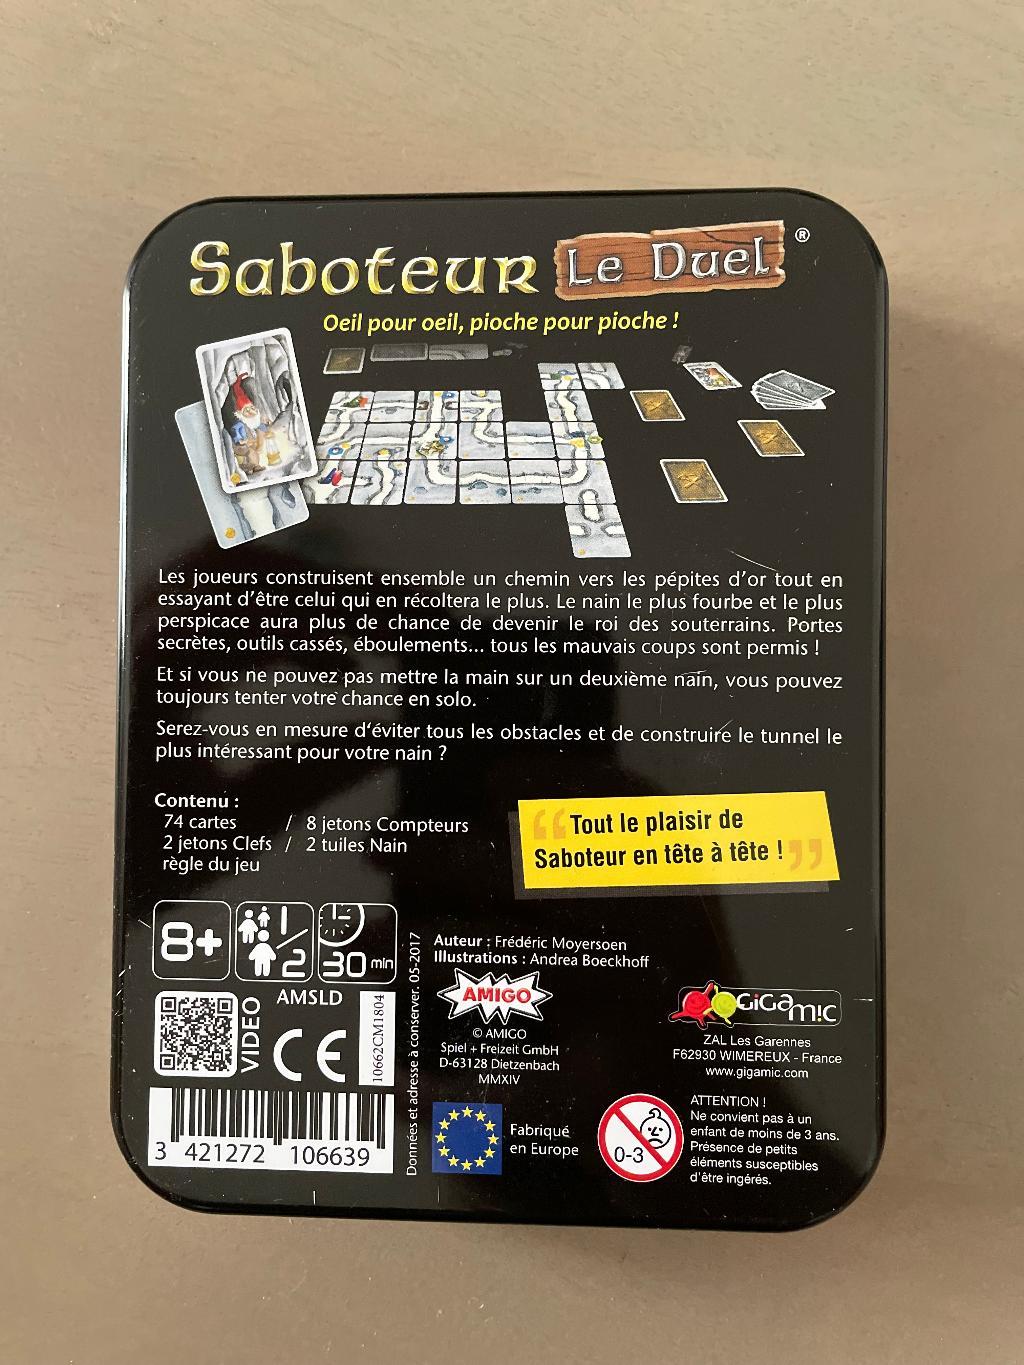 Saboteur Le Duel ®
Oeil pour oeil, pioche pour pioche !
Les joueurs construisent ensemble un chemin vers les pépites d'or tout en
essayant d'être celui qui en récoltera le plus. Le nain le plus fourbe et le plus
perspicace aura plus de chance de devenir le roi des souterrains. Portes
secrètes, outils cassés, éboulements... tous les mauvais coups sont permis !
Et si vous ne pouvez pas mettre la main sur un deuxième nain, vous pouvez
toujours tenter votre chance en solo.
Serez-vous en mesure d'éviter tous les obstacles et de construire le tunnel le
plus intéressant pour votre nain ?
Contenu :
74 cartes / 8 jetons Compteurs
2 jetons Clefs / 2 tuiles Nain
règle du jeu
“ Tout le plaisir de
Saboteur en tête à tête ! ”
8+
1/2
30 min
VIDEO
AMSLD
CE
10662CM1804
3 421272 106639
Données et adresse à conserver. 05-2017
Auteur : Frédéric Moyersoen
Illustrations : Andrea Boeckhoff
AMIGO
© AMIGO
Spiel + Freizeit GmbH
D-63128 Dietzenbach
MMXIV
GiGamic
ZAL Les Garennes
F62930 WIMEREUX - France
www.gigamic.com
Fabriqué
en Europe
0-3
ATTENTION !
Ne convient pas à un
enfant de moins de 3 ans.
Présence de petits
éléments susceptibles
d'être ingérés.